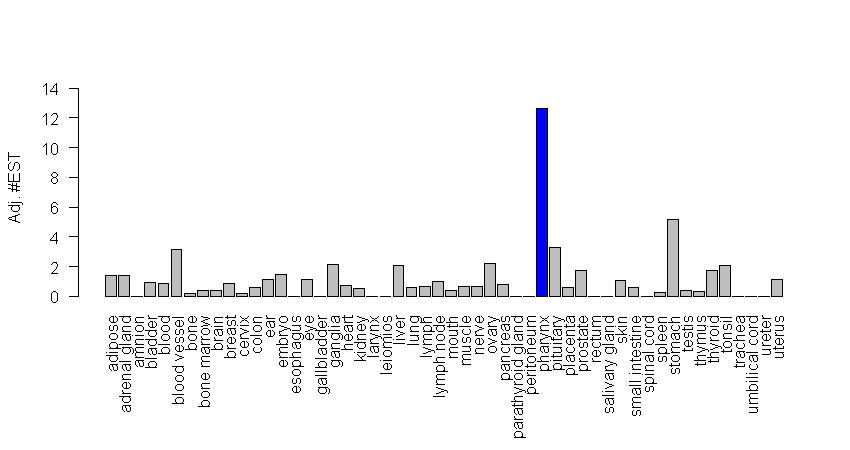 14
12
10
8
6
4
2
0
Adj. #EST
adipose
adrenal gland
amnion
bladder
blood
blood vessel
bone
bone marrow
brain
breast
cervix
colon
ear
embryo
esophagus
eye
gallbladder
ganglia
heart
kidney
larynx
leiomios
liver
lung
lymph
lymph node
mouth
muscle
nerve
ovary
pancreas
parathyroid gland
peritoneum
pharynx
pituitary
placenta
prostate
rectum
salivary gland
skin
small intestine
spinal cord
spleen
stomach
testis
thymus
thyroid
tonsil
trachea
umbilical cord
ureter
uterus